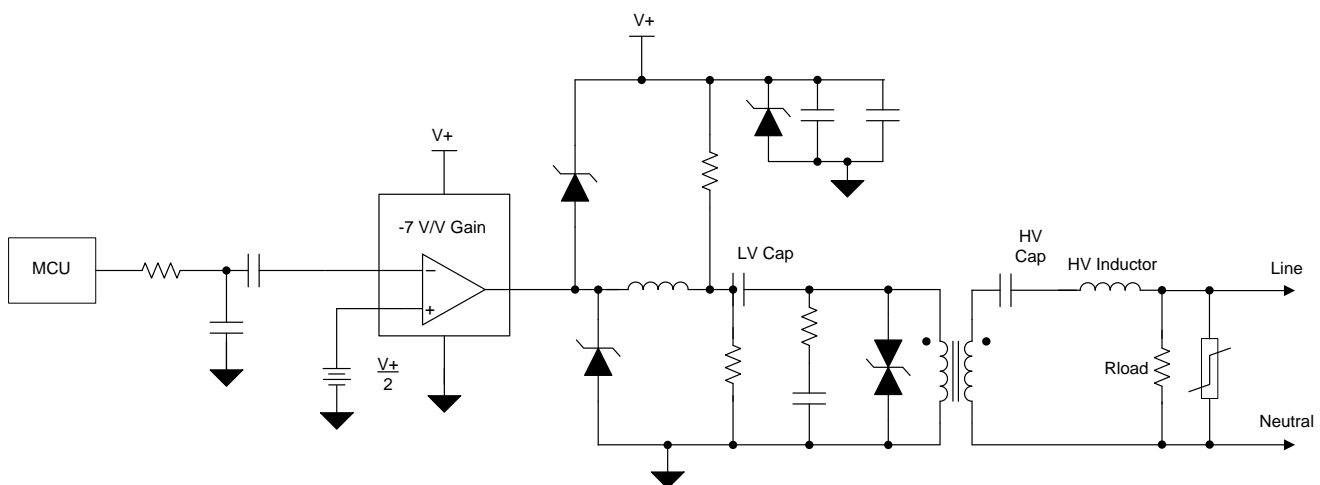 V+
V+
-7 V/V Gain
MCU
−
+
V+
2
LV Cap
HV
Cap
HV Inductor
Line
Rload
Neutral